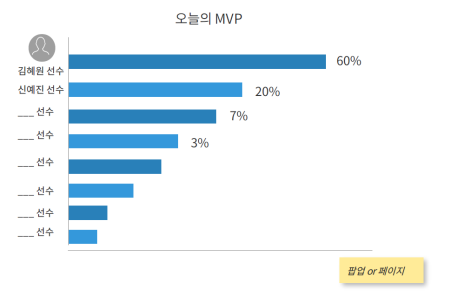 오늘의 MVP
60%
김혜원 선수
신예진 선수
20%
___ 선수
7%
___ 선수
3%
___ 선수
___ 선수
___ 선수
___ 선수
팝업 or 페이지